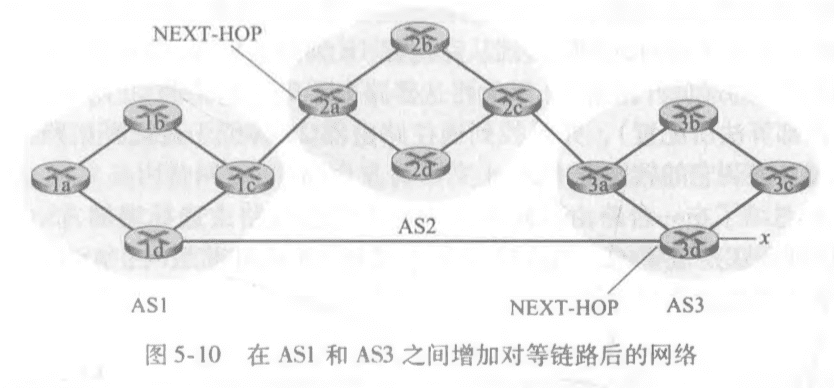 NEXT-HOP
2b
2a
2c
1b
2d
3b
1a
1c
3a
3c
AS2
1d
3d
x
AS1
NEXT-HOP
AS3
图 5-10 在 AS1 和 AS3 之间增加对等链路后的网络